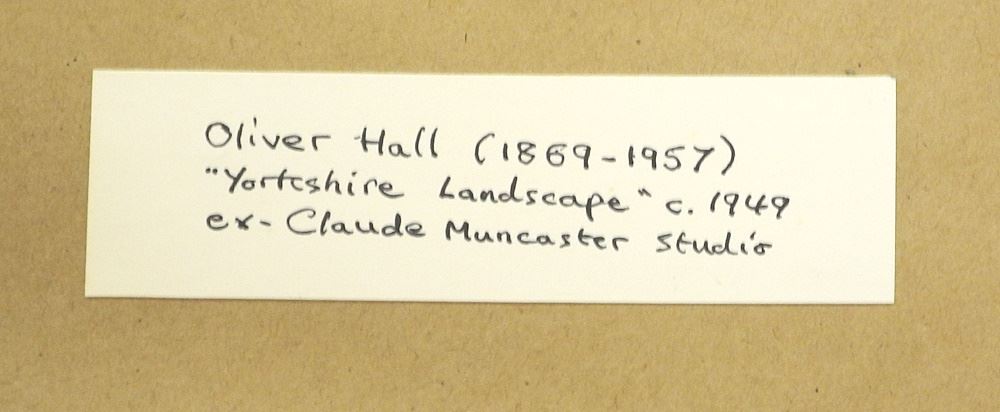 Oliver Hall (1869-1957)
"Yorkshire Landscape" c. 1949
ex- Claude Muncaster studio